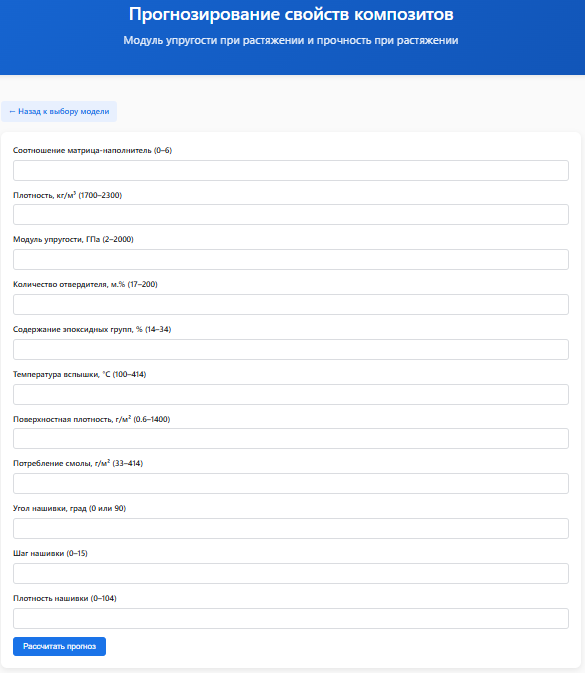 Прогнозирование свойств композитов
Модуль упругости при растяжении и прочность при растяжении
← Назад к выбору модели
Соотношение матрица-наполнитель (0–6)
Плотность, кг/м³ (1700–2300)
Модуль упругости, ГПа (2–2000)
Количество отвердителя, м.% (17–200)
Содержание эпоксидных групп, % (14–34)
Температура вспышки, °C (100–414)
Поверхностная плотность, г/м² (0.6–1400)
Потребление смолы, г/м² (33–414)
Угол нашивки, град (0 или 90)
Шаг нашивки (0–15)
Плотность нашивки (0–104)
Рассчитать прогноз